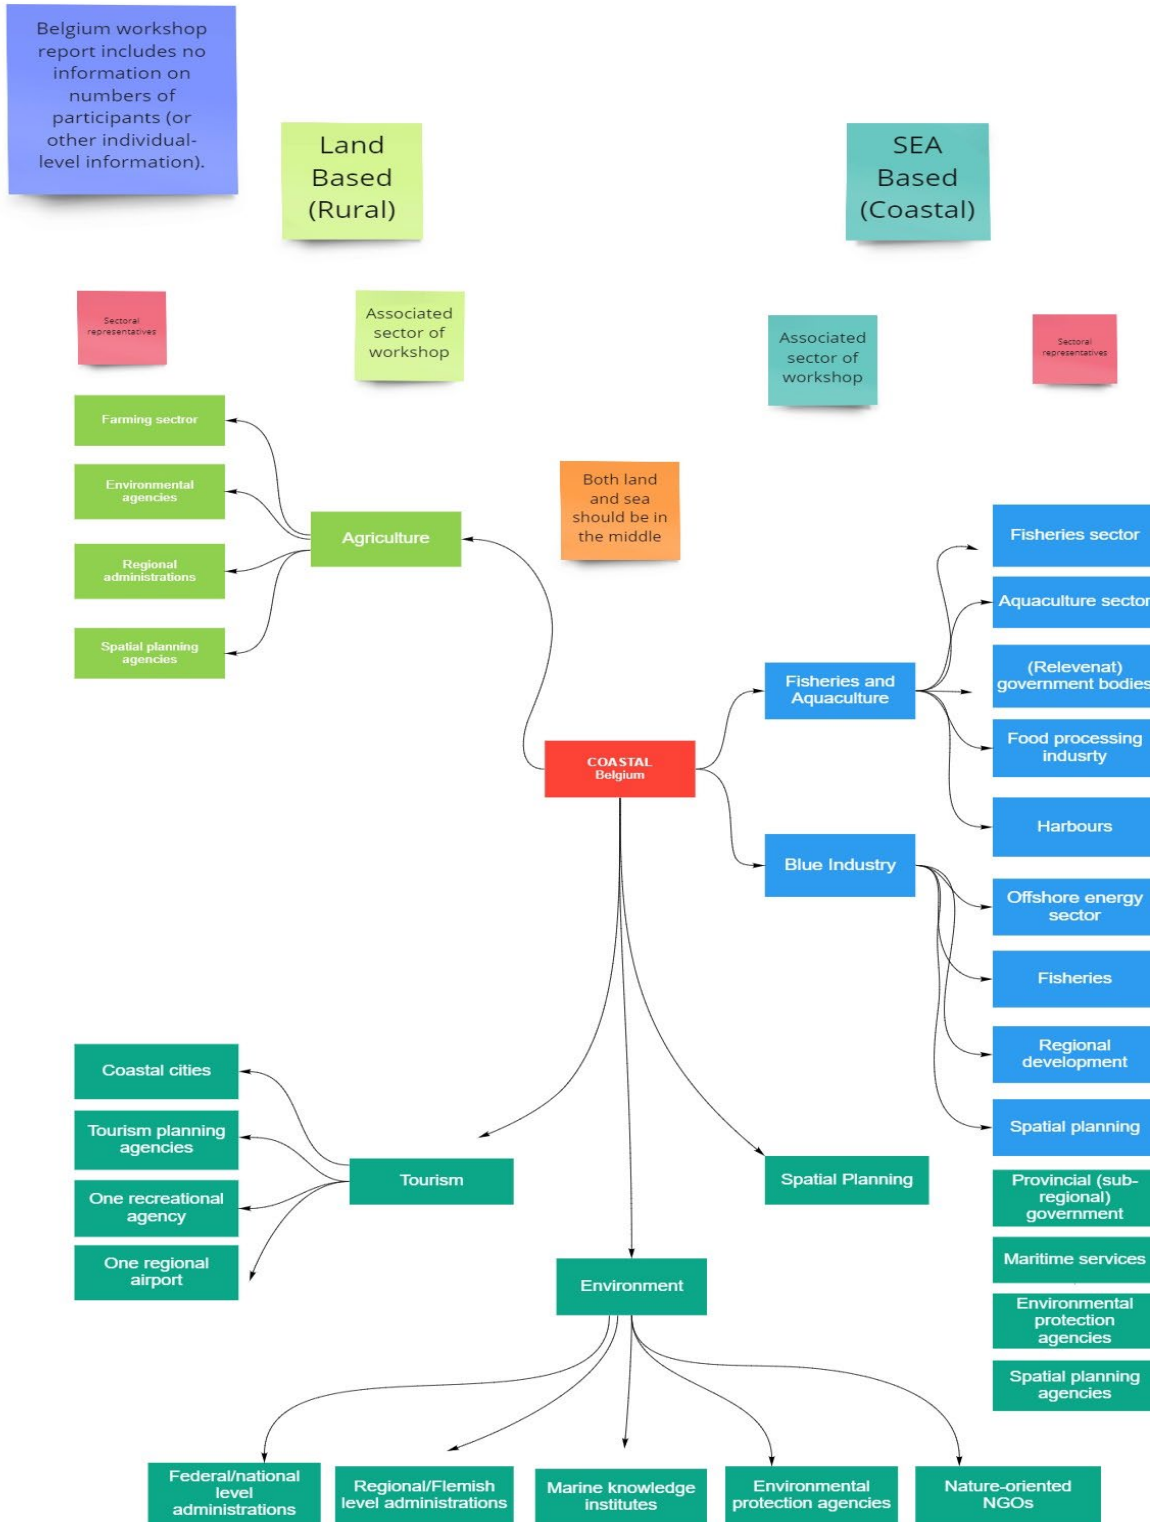 Belgium workshop
report includes no
information on
numbers of
participants (or
other individual-
level information).
Land
Based
(Rural)
SEA
Based
(Coastal)
Sectoral
representatives
Associated
sector of
workshop
Associated
sector of
workshop
Sectoral
representatives
Farming sectror
Environmental
agencies
Regional
administrations
Spatial planning
agencies
Agriculture
Both land
and sea
should be in
the middle
Fisheries sector
Aquaculture sector
(Relevenat)
government bodies
Food processing
indusrty
Harbours
Fisheries and
Aquaculture
COASTAL
Belgium
Blue Industry
Offshore energy
sector
Fisheries
Regional
development
Spatial planning
Coastal cities
Tourism planning
agencies
One recreational
agency
One regional
airport
Tourism
Spatial Planning
Provincial (sub-
regional)
government
Maritime services
Environmental
protection
agencies
Spatial planning
agencies
Environment
Federal/national
level
administrations
Regional/Flemish
level administrations
Marine knowledge
institutes
Environmental
protection agencies
Nature-oriented
NGOs